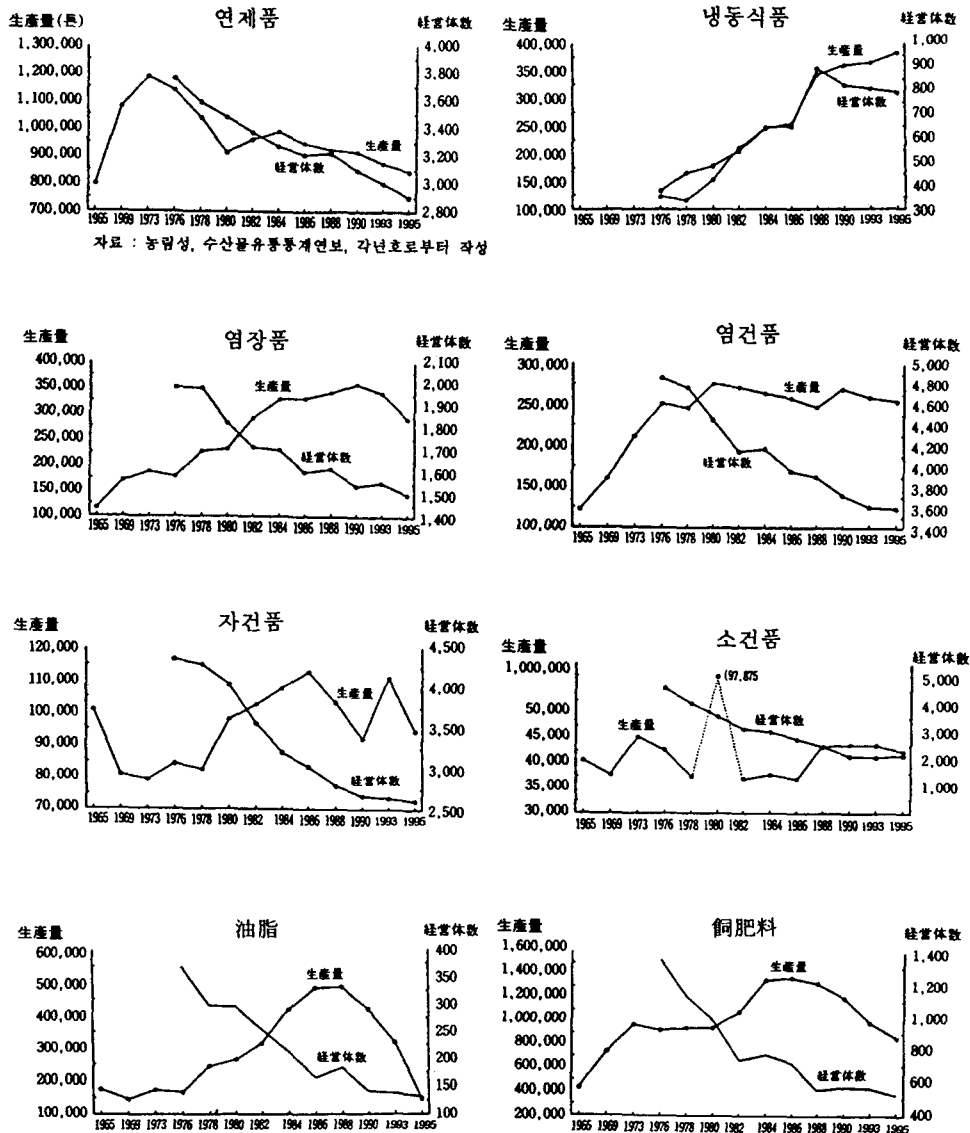 연제품
生産量(톤)
経営体数
1,300,000
1,200,000
1,100,000
1,000,000
900,000
800,000
700,000
4,000
3,800
3,600
3,400
3,200
3,000
2,800
生産量
経営体数
1965 1969 1973 1976 1978 1980 1982 1984 1986 1988 1990 1993 1995
자료 : 농림성, 수산물유통통계연보, 각년호로부터 작성
냉동식품
生産量
経営体数
400,000
350,000
300,000
250,000
200,000
150,000
100,000
1,000
900
800
700
600
500
400
300
生産量
経営体数
1965 1969 1973 1976 1978 1980 1982 1984 1986 1988 1990 1993 1995
염장품
生産量
経営体数
400,000
350,000
300,000
250,000
200,000
150,000
100,000
2,100
2,000
1,900
1,800
1,700
1,600
1,500
1,400
生産量
経営体数
1965 1969 1973 1976 1978 1980 1982 1984 1986 1988 1990 1993 1995
염건품
生産量
経営体数
300,000
250,000
200,000
150,000
100,000
5,000
4,800
4,600
4,400
4,200
4,000
3,800
3,600
3,400
生産量
経営体数
1965 1969 1973 1976 1978 1980 1982 1984 1986 1988 1990 1993 1995
자건품
生産量
経営体数
120,000
110,000
100,000
90,000
80,000
70,000
4,500
4,000
3,500
3,000
2,500
生産量
経営体数
1965 1969 1973 1976 1978 1980 1982 1984 1986 1988 1990 1993 1995
소건품
生産量
経営体数
1,000,000
50,000
45,000
40,000
35,000
30,000
5,000
4,000
3,000
2,000
1,000
(97,875
生産量
経営体数
1965 1969 1973 1976 1978 1980 1982 1984 1986 1988 1990 1993 1995
油脂
生産量
経営体数
600,000
500,000
400,000
300,000
200,000
100,000
400
350
300
250
200
150
100
生産量
経営体数
1965 1969 1973 1976 1978 1980 1982 1984 1986 1988 1990 1993 1995
飼肥料
生産量
経営体数
1,600,000
1,400,000
1,200,000
1,000,000
800,000
600,000
400,000
200,000
1,400
1,200
1,000
800
600
400
生産量
経営体数
1965 1969 1973 1976 1978 1980 1982 1984 1986 1988 1990 1993 1995